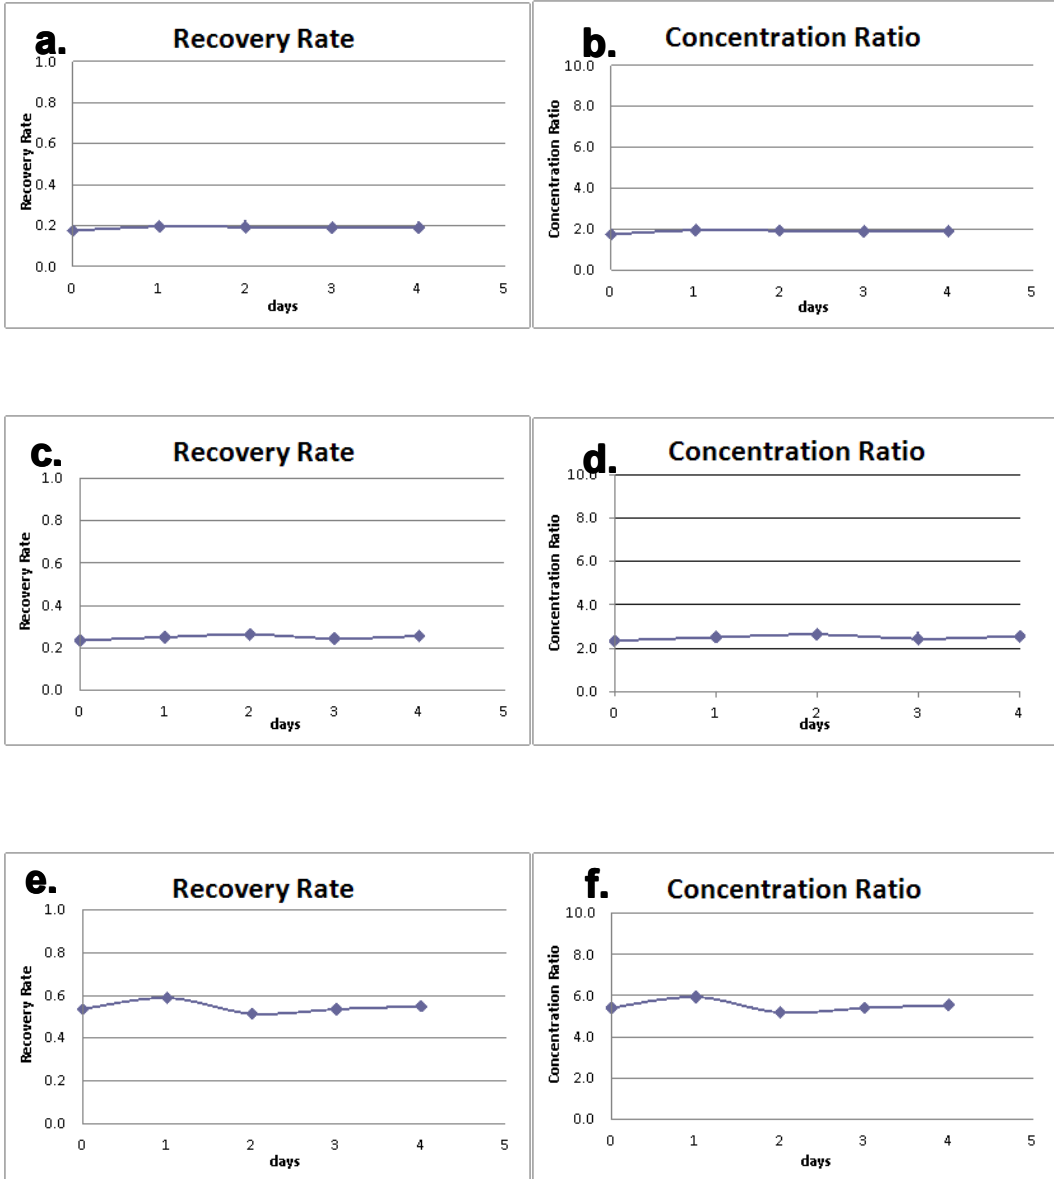 a.
Recovery Rate
1.0
0.8
0.6
0.4
0.2
0.0
Recovery Rate
0 1 2 3 4 5
days
b.
Concentration Ratio
10.0
8.0
6.0
4.0
2.0
0.0
Concentration Ratio
0 1 2 3 4 5
days
c.
Recovery Rate
1.0
0.8
0.6
0.4
0.2
0.0
Recovery Rate
0 1 2 3 4 5
days
d.
Concentration Ratio
10.0
8.0
6.0
4.0
2.0
0.0
Concentration Ratio
0 1 2 3 4
days
e.
Recovery Rate
1.0
0.8
0.6
0.4
0.2
0.0
Recovery Rate
0 1 2 3 4 5
days
f.
Concentration Ratio
10.0
8.0
6.0
4.0
2.0
0.0
Concentration Ratio
0 1 2 3 4 5
days